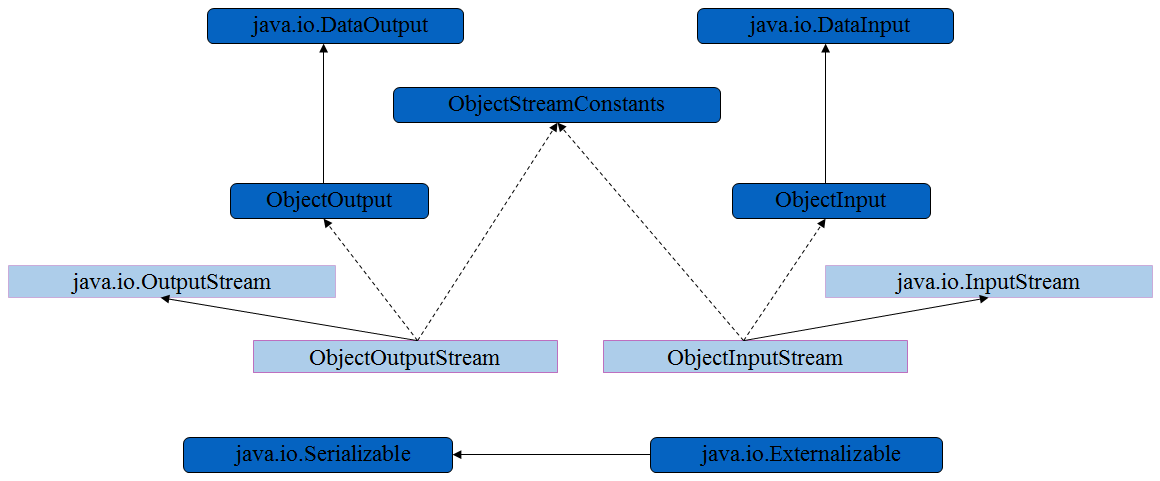 java.io.DataOutput
java.io.DataInput
ObjectStreamConstants
ObjectOutput
ObjectInput
java.io.OutputStream
java.io.InputStream
ObjectOutputStream
ObjectInputStream
java.io.Serializable
java.io.Externalizable